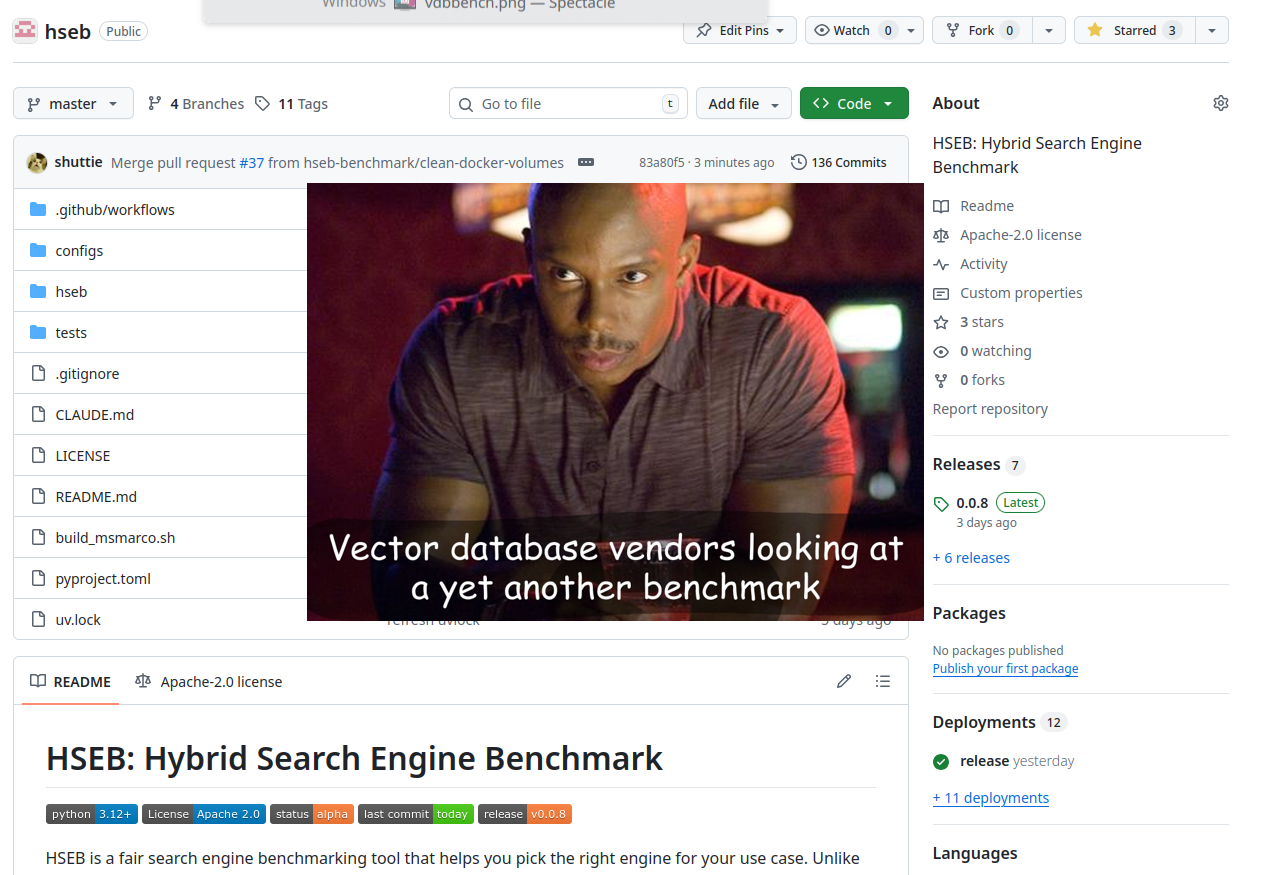 Windows vdbbench.png — Spectacle
hseb Public
Edit Pins Watch 0 Fork 0 Starred 3
master 4 Branches 11 Tags Go to file t Add file Code
shuttie Merge pull request #37 from hseb-benchmark/clean-docker-volumes 83a80f5 · 3 minutes ago 136 Commits
.github/workflows
configs
hseb
tests
.gitignore
CLAUDE.md
LICENSE
README.md
build_msmarco.sh
pyproject.toml
uv.lock refresh uvlock 3 days ago
Vector database vendors looking at
a yet another benchmark
README Apache-2.0 license
HSEB: Hybrid Search Engine Benchmark
python 3.12+ License Apache 2.0 status alpha last commit today release v0.0.8
HSEB is a fair search engine benchmarking tool that helps you pick the right engine for your use case. Unlike
About
HSEB: Hybrid Search Engine
Benchmark
Readme
Apache-2.0 license
Activity
Custom properties
3 stars
0 watching
0 forks
Report repository
Releases 7
0.0.8 Latest
3 days ago
+ 6 releases
Packages
No packages published
Publish your first package
Deployments 12
release yesterday
+ 11 deployments
Languages